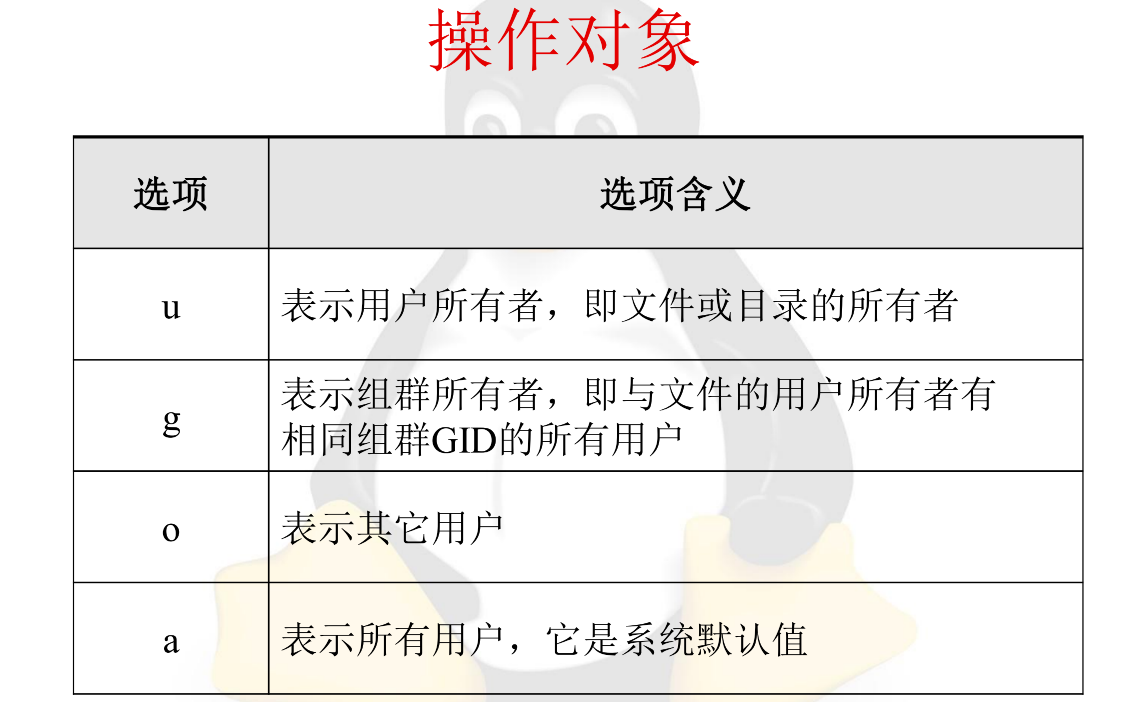 操作对象
选项
选项含义
u
表示用户所有者，即文件或目录的所有者
g
表示组群所有者，即与文件的用户所有者有
相同组群GID的所有用户
o
表示其它用户
a
表示所有用户，它是系统默认值